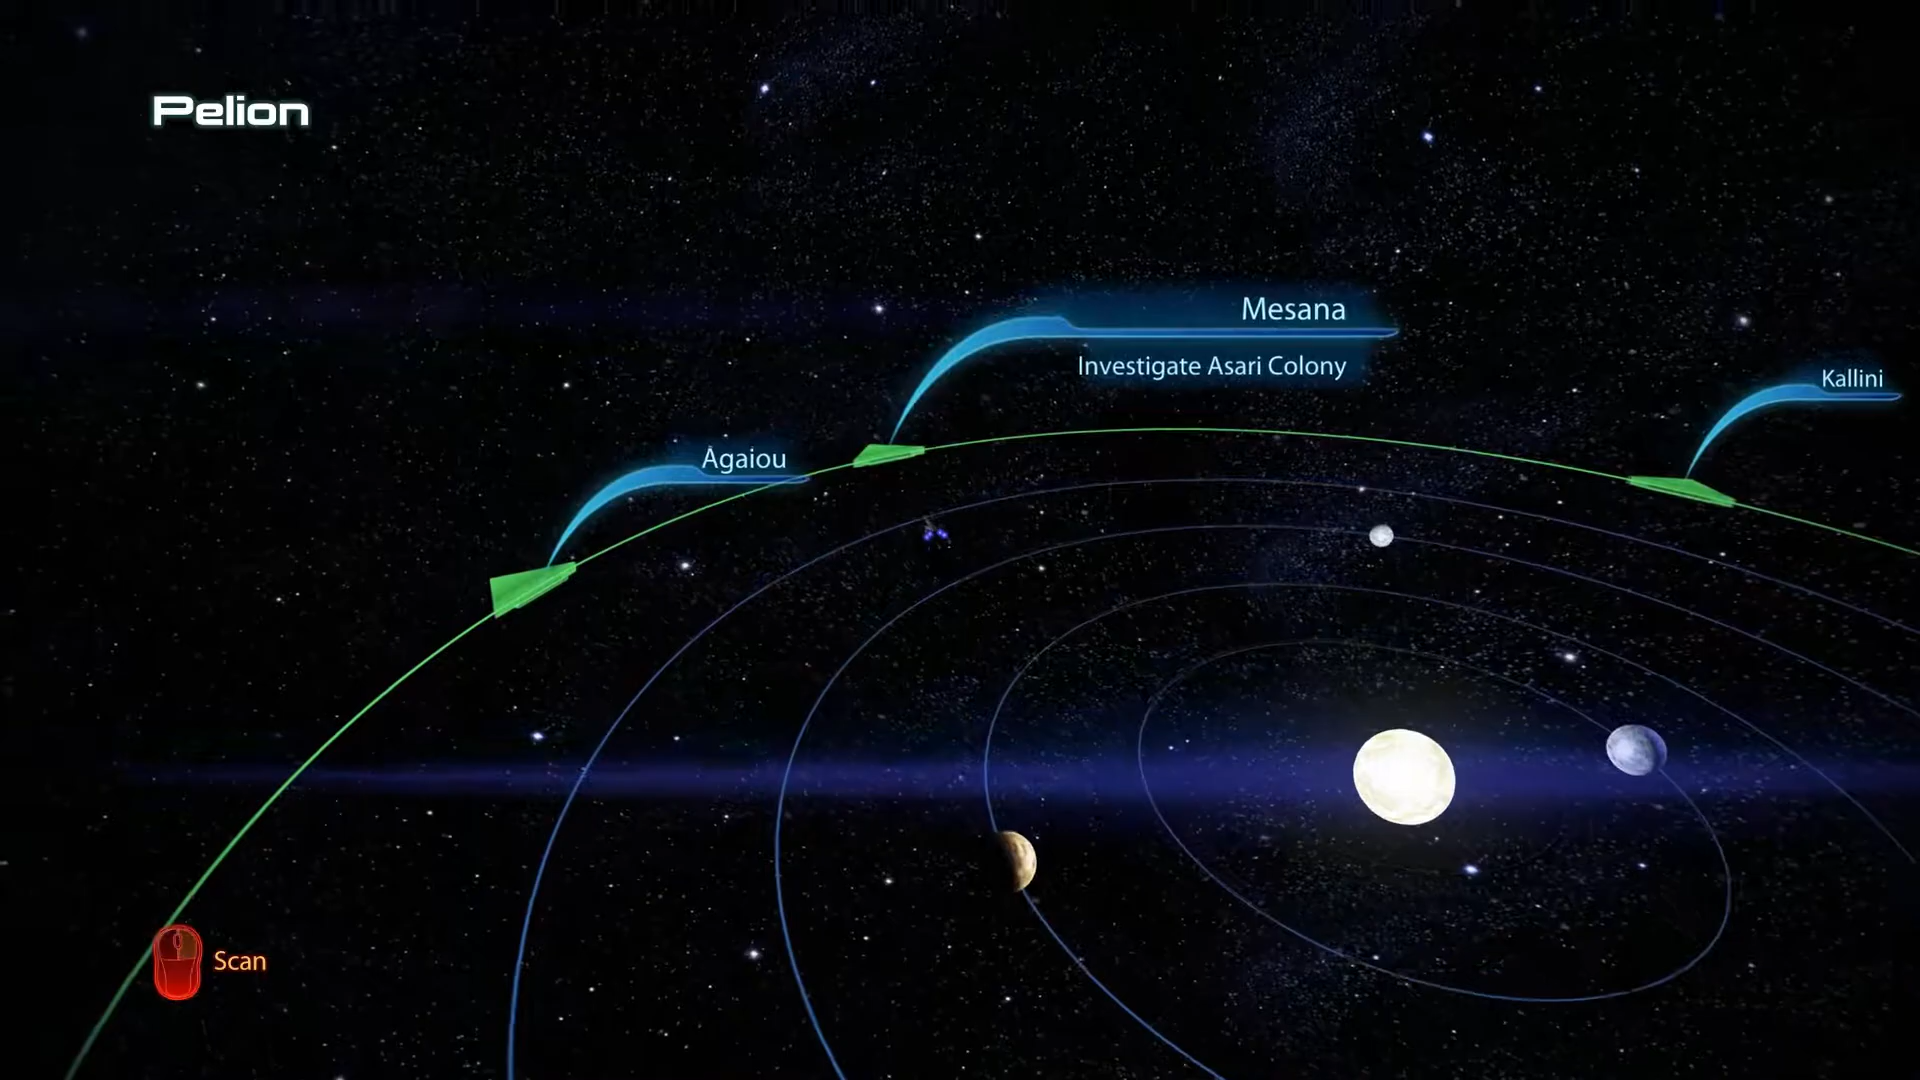 Pelion
Mesana
Investigate Asari Colony
Kallini
Agaiou
Scan